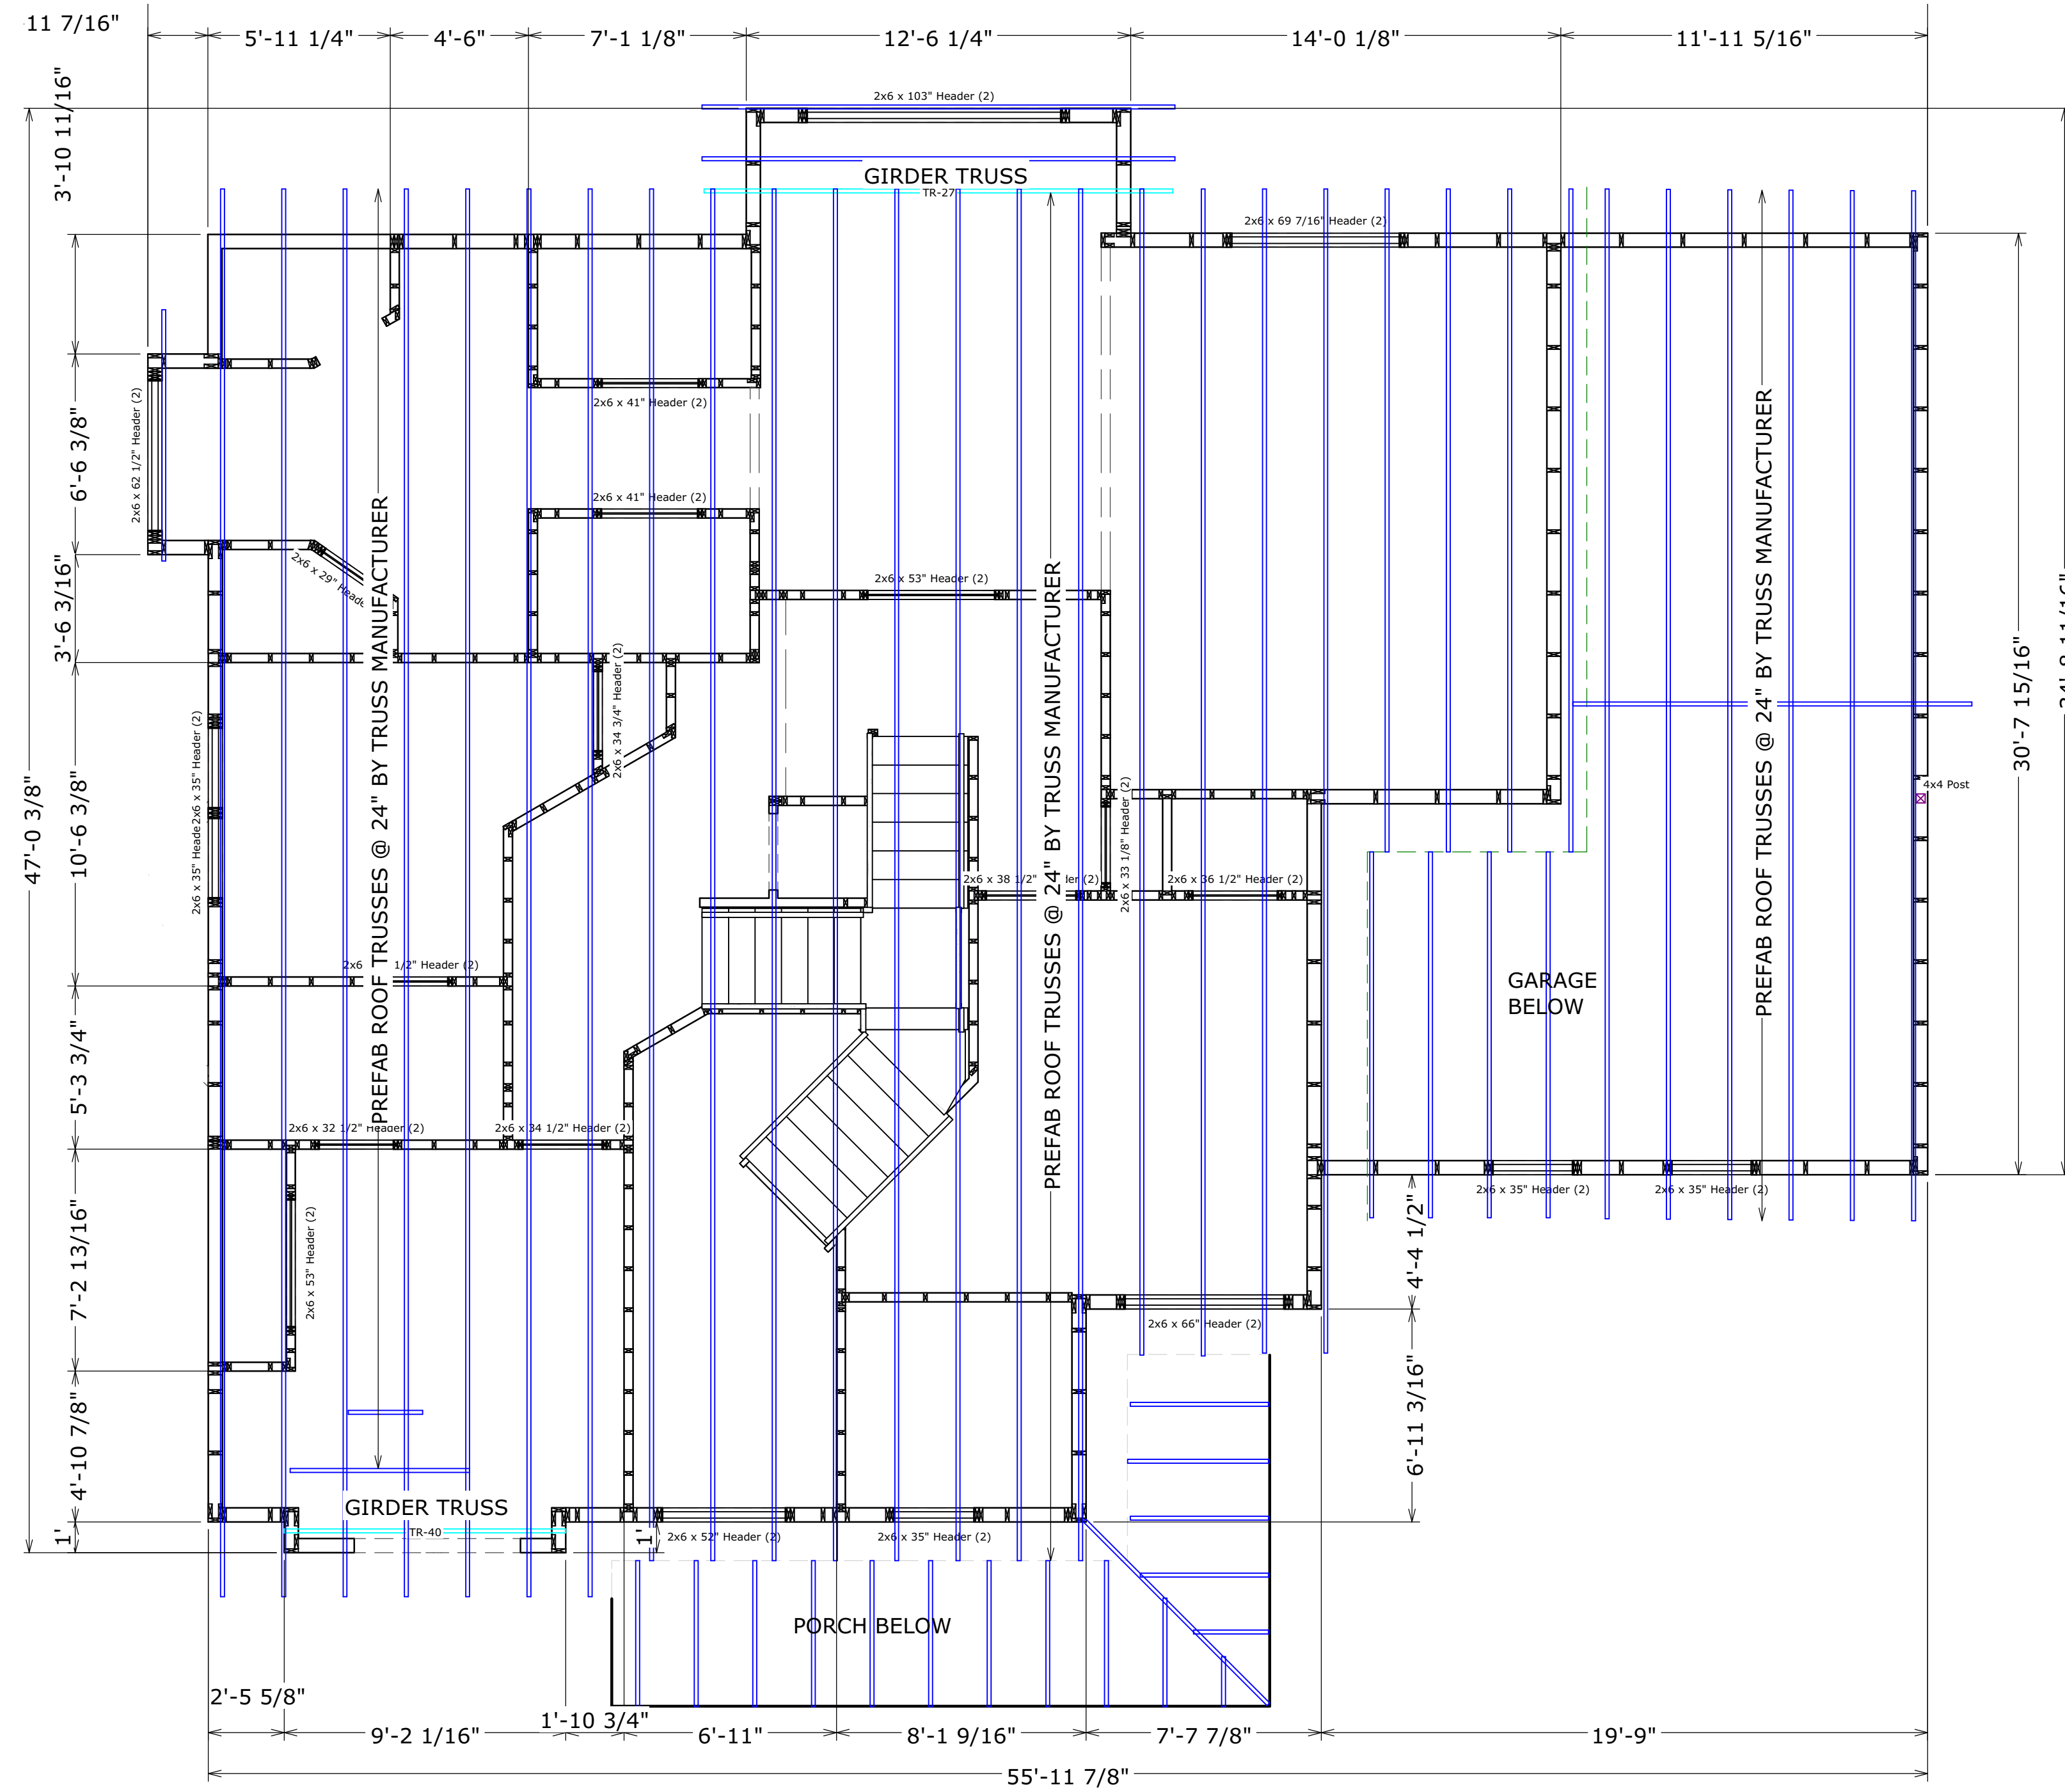 11 7/16"
5'-11 1/4"
4'-6"
7'-1 1/8"
12'-6 1/4"
14'-0 1/8"
11'-11 5/16"
3'-10 11/16"
2x6 x 103" Header (2)
GIRDER TRUSS
TR-27
2x6 x 69 7/16" Header (2)
6'-6 3/8"
2x6 x 62 1/2" Header (2)
2x6 x 41" Header (2)
2x6 x 41" Header (2)
47'-0 3/8"
3'-6 3/16"
2x6 x 29" Heade
PREFAB ROOF TRUSSES @ 24" BY TRUSS MANUFACTURER
2x6 x 53" Header (2)
PREFAB ROOF TRUSSES @ 24" BY TRUSS MANUFACTURER
PREFAB ROOF TRUSSES @ 24" BY TRUSS MANUFACTURER
30'-7 15/16"
2x6 x 34 3/4" Header (2)
10'-6 3/8"
2x6 x 35" Header (2)
2x6 x 35" Heade
4x4 Post
2x6 x 33 1/8" Header (2)
2x6 x 38 1/2" der (2)
2x6 x 36 1/2" Header (2)
2x6 1/2" Header (2)
GARAGE
BELOW
5'-3 3/4"
2x6 x 32 1/2" Header (2)
2x6 x 34 1/2" Header (2)
7'-2 13/16"
2x6 x 53" Header (2)
2x6 x 35" Header (2)
2x6 x 35" Header (2)
4'-4 1/2"
2x6 x 66" Header (2)
6'-11 3/16"
4'-10 7/8"
GIRDER TRUSS
TR-40
1'
1'
2x6 x 52" Header (2)
2x6 x 35" Header (2)
PORCH BELOW
2'-5 5/8"
9'-2 1/16"
1'-10 3/4"
6'-11"
8'-1 9/16"
7'-7 7/8"
19'-9"
55'-11 7/8"